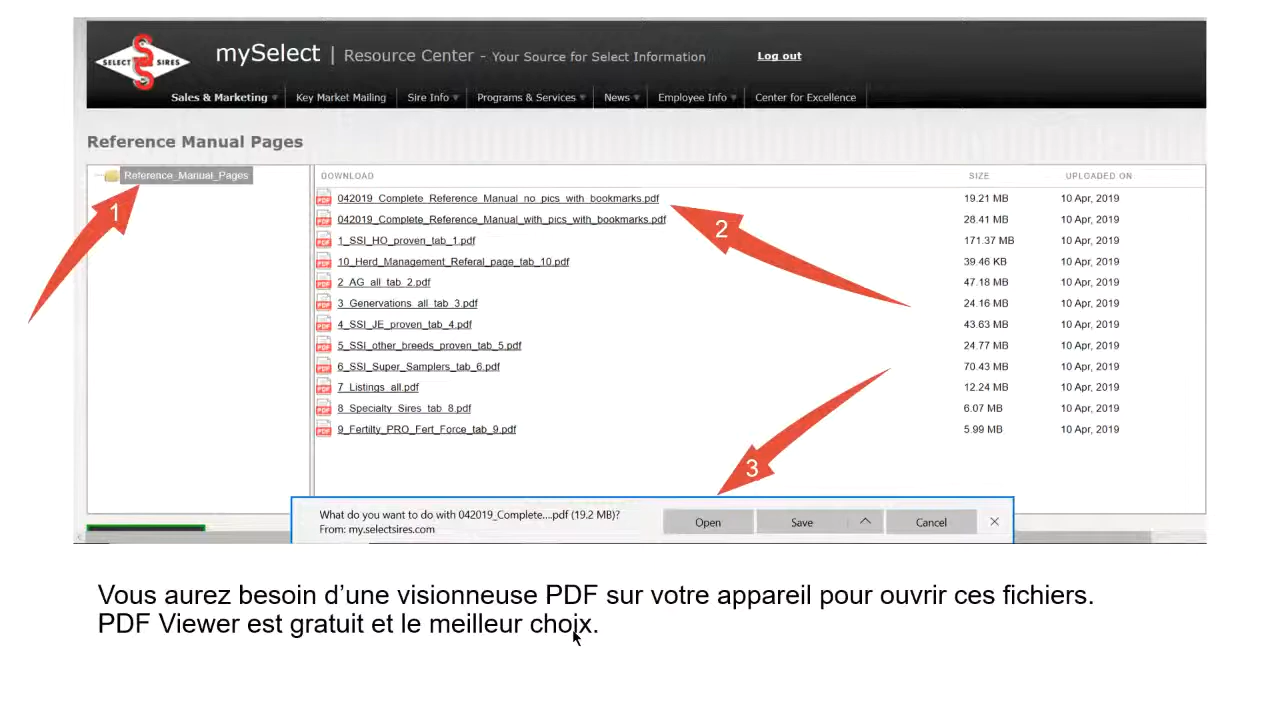 SELECT SIRES
mySelect | Resource Center - Your Source for Select Information
Log out
Sales & Marketing Key Market Mailing Sire Info Programs & Services News Employee Info Center for Excellence
Reference Manual Pages
Reference_Manual_Pages
DOWNLOAD SIZE UPLOADED ON
042019_Complete_Reference_Manual_no_pics_with_bookmarks.pdf 19.21 MB 10 Apr, 2019
042019_Complete_Reference_Manual_with_pics_with_bookmarks.pdf 28.41 MB 10 Apr, 2019
1_SSI_HO_proven_tab_1.pdf 171.37 MB 10 Apr, 2019
10_Herd_Management_Referal_page_tab_10.pdf 39.46 KB 10 Apr, 2019
2_AG_all_tab_2.pdf 47.18 MB 10 Apr, 2019
3_Genervations_all_tab_3.pdf 24.16 MB 10 Apr, 2019
4_SSI_JE_proven_tab_4.pdf 43.63 MB 10 Apr, 2019
5_SSI_other_breeds_proven_tab_5.pdf 24.77 MB 10 Apr, 2019
6_SSI_Super_Samplers_tab_6.pdf 70.43 MB 10 Apr, 2019
7_Listings_all.pdf 12.24 MB 10 Apr, 2019
8_Specialty_Sires_tab_8.pdf 6.07 MB 10 Apr, 2019
9_Fertilty_PRO_Fert_Force_tab_9.pdf 5.99 MB 10 Apr, 2019
1
2
3
What do you want to do with 042019_Complete....pdf (19.2 MB)?
From: my.selectsires.com
Open Save Cancel
Vous aurez besoin d’une visionneuse PDF sur votre appareil pour ouvrir ces fichiers.
PDF Viewer est gratuit et le meilleur choix.